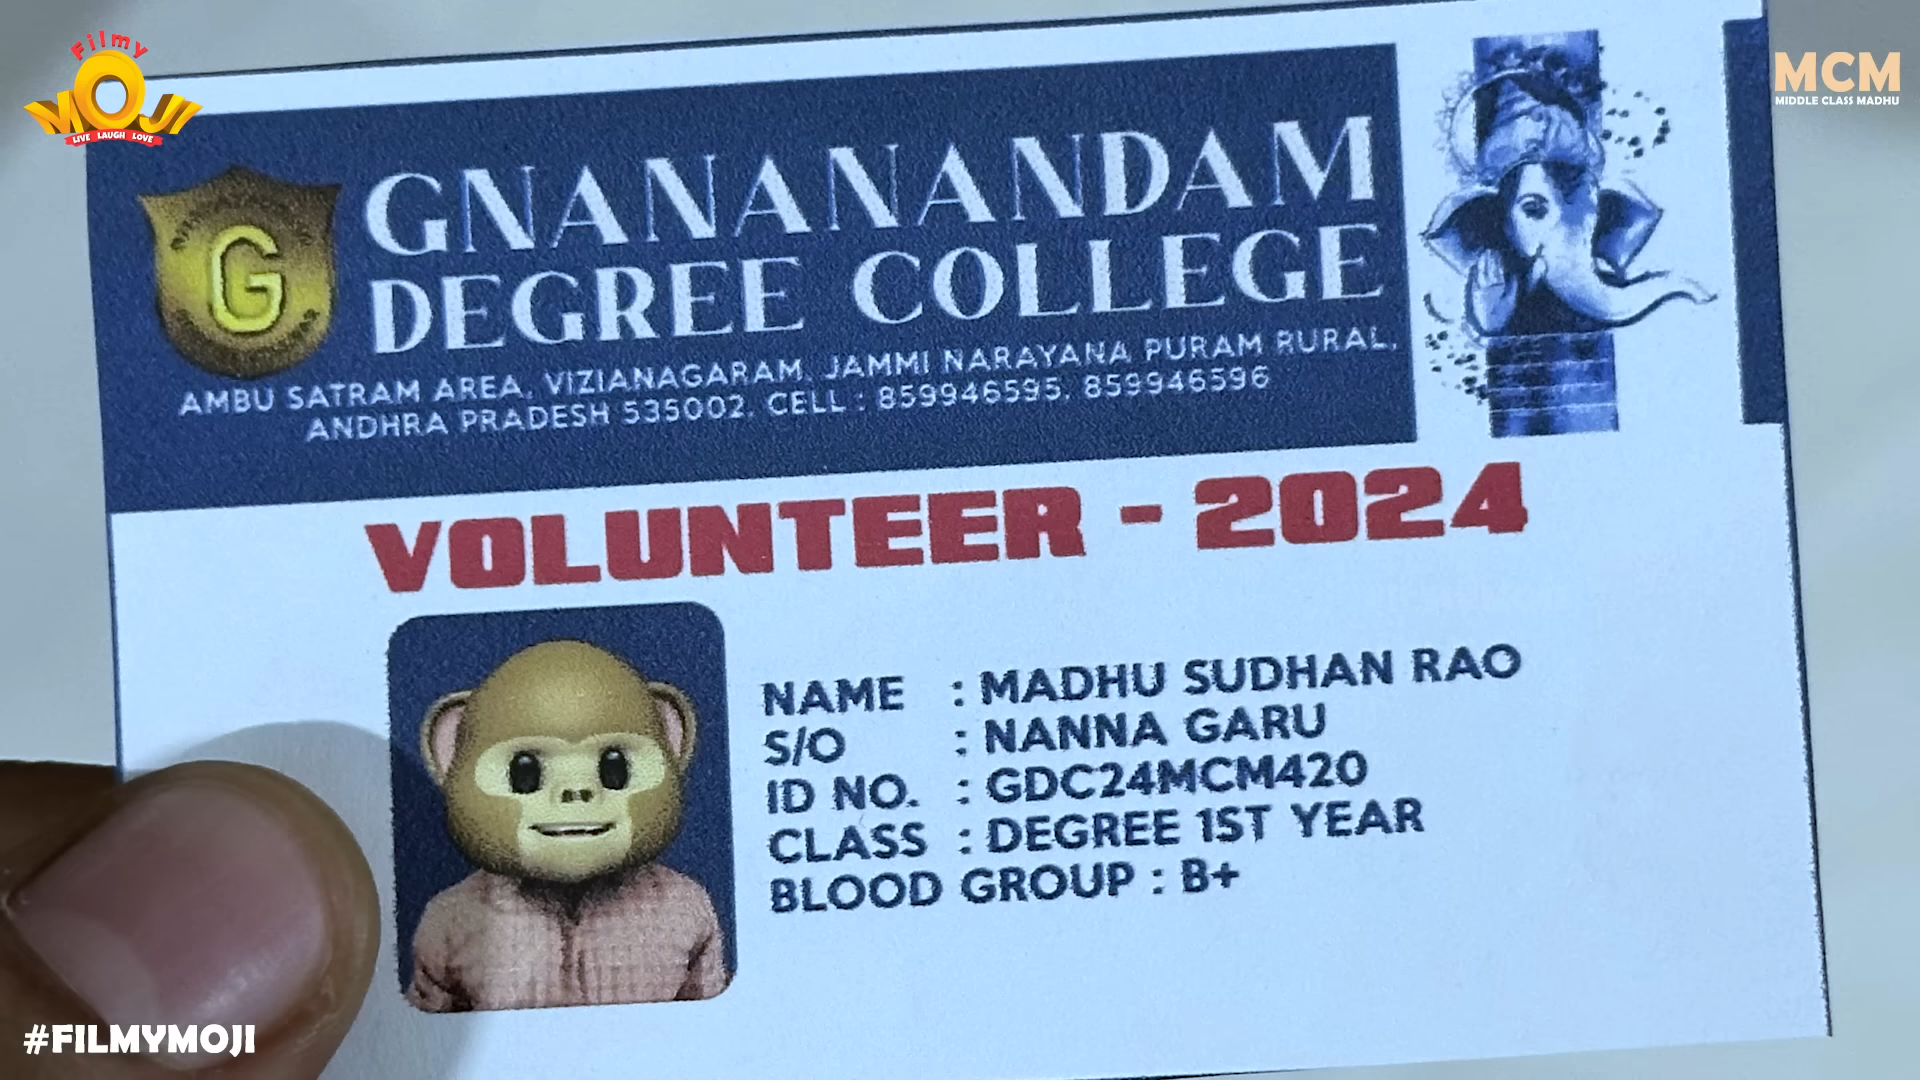 Filmy
MOJI
LIVE LAUGH LOVE
MCM
MIDDLE CLASS MADHU
G
GNANANANDAM
DEGREE COLLEGE
AMBU SATRAM AREA, VIZIANAGARAM, JAMMI NARAYANA PURAM RURAL,
ANDHRA PRADESH 535002. CELL : 859946595, 859946596
VOLUNTEER - 2024
NAME : MADHU SUDHAN RAO
S/O : NANNA GARU
ID NO. : GDC24MCM420
CLASS : DEGREE 1ST YEAR
BLOOD GROUP : B+
#FILMYMOJI